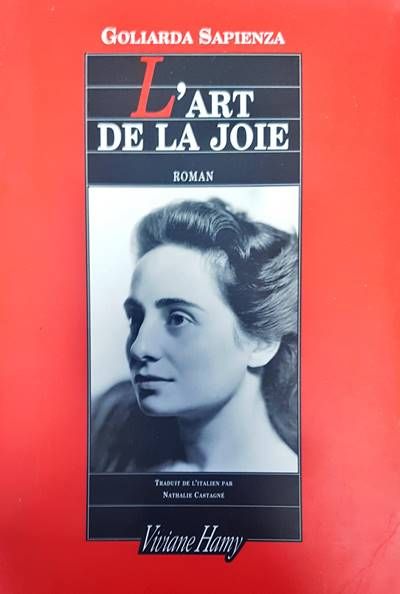 GOLIARDA SAPIENZA
L'ART
DE LA JOIE
ROMAN
TRADUIT DE L'ITALIEN PAR
NATHALIE CASTAGNÉ
Viviane Hamy